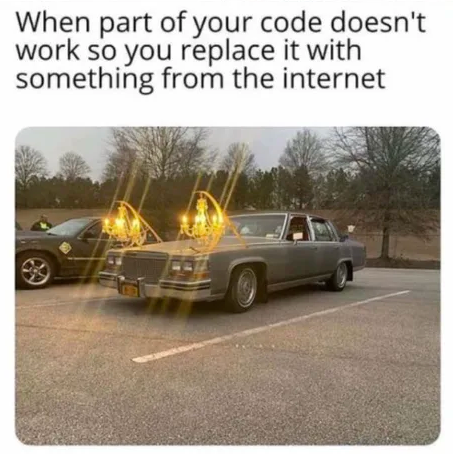 When part of your code doesn't
work so you replace it with
something from the internet